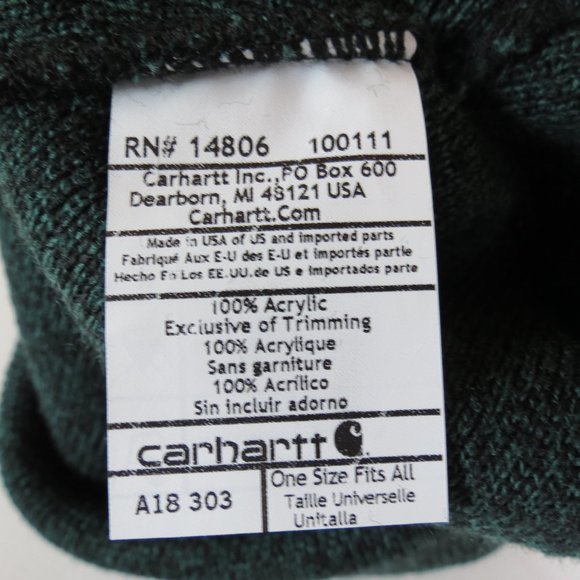 RN# 14806 100111
Carhartt Inc., PO Box 600
Dearborn, MI 48121 USA
Carhartt.Com
Made in USA of US and imported parts
Fabriqué Aux E-U des E-U et importés partie
Hecho En Los EE.UU.de US e Importados parte
100% Acrylic
Exclusive of Trimming
100% Acrylique
Sans garniture
100% Acrílico
Sin incluir adorno
carhartt
A18 303
One Size Fits All
Taille Universelle
Unitalla